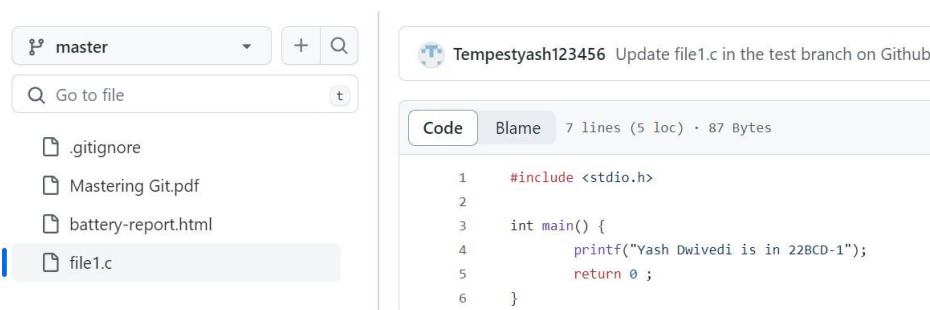 master
Go to file
t
.gitignore
Mastering Git.pdf
battery-report.html
file1.c
Tempestyash123456 Update file1.c in the test branch on Github
Code Blame 7 lines (5 loc) · 87 Bytes
1 #include <stdio.h>
2
3 int main() {
4 printf("Yash Dwivedi is in 22BCD-1");
5 return 0 ;
6 }